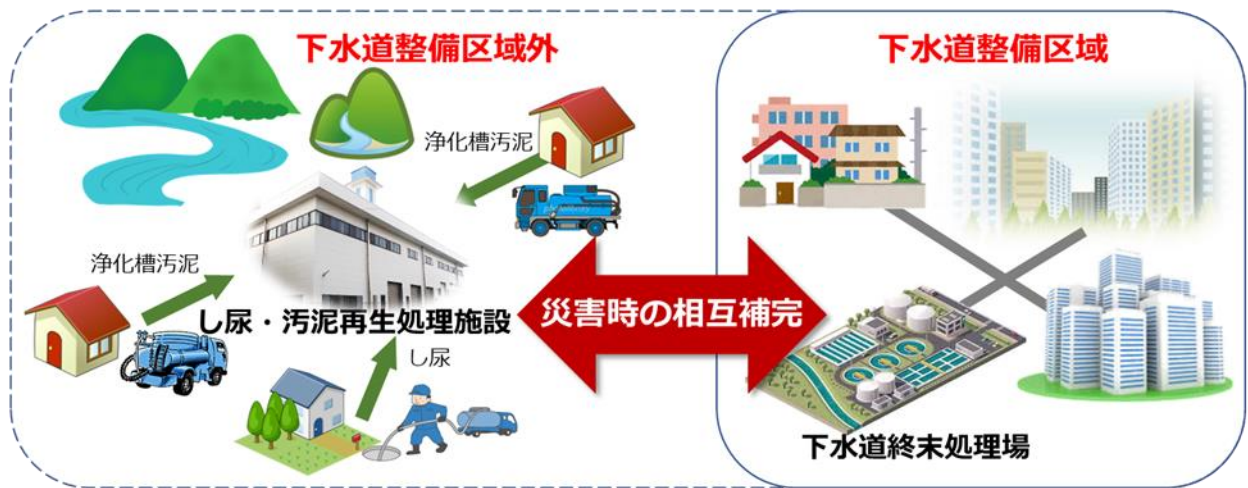 下水道整備区域外
下水道整備区域
浄化槽汚泥
浄化槽汚泥
し尿・汚泥再生処理施設
災害時の相互補完
し尿
下水道終末処理場